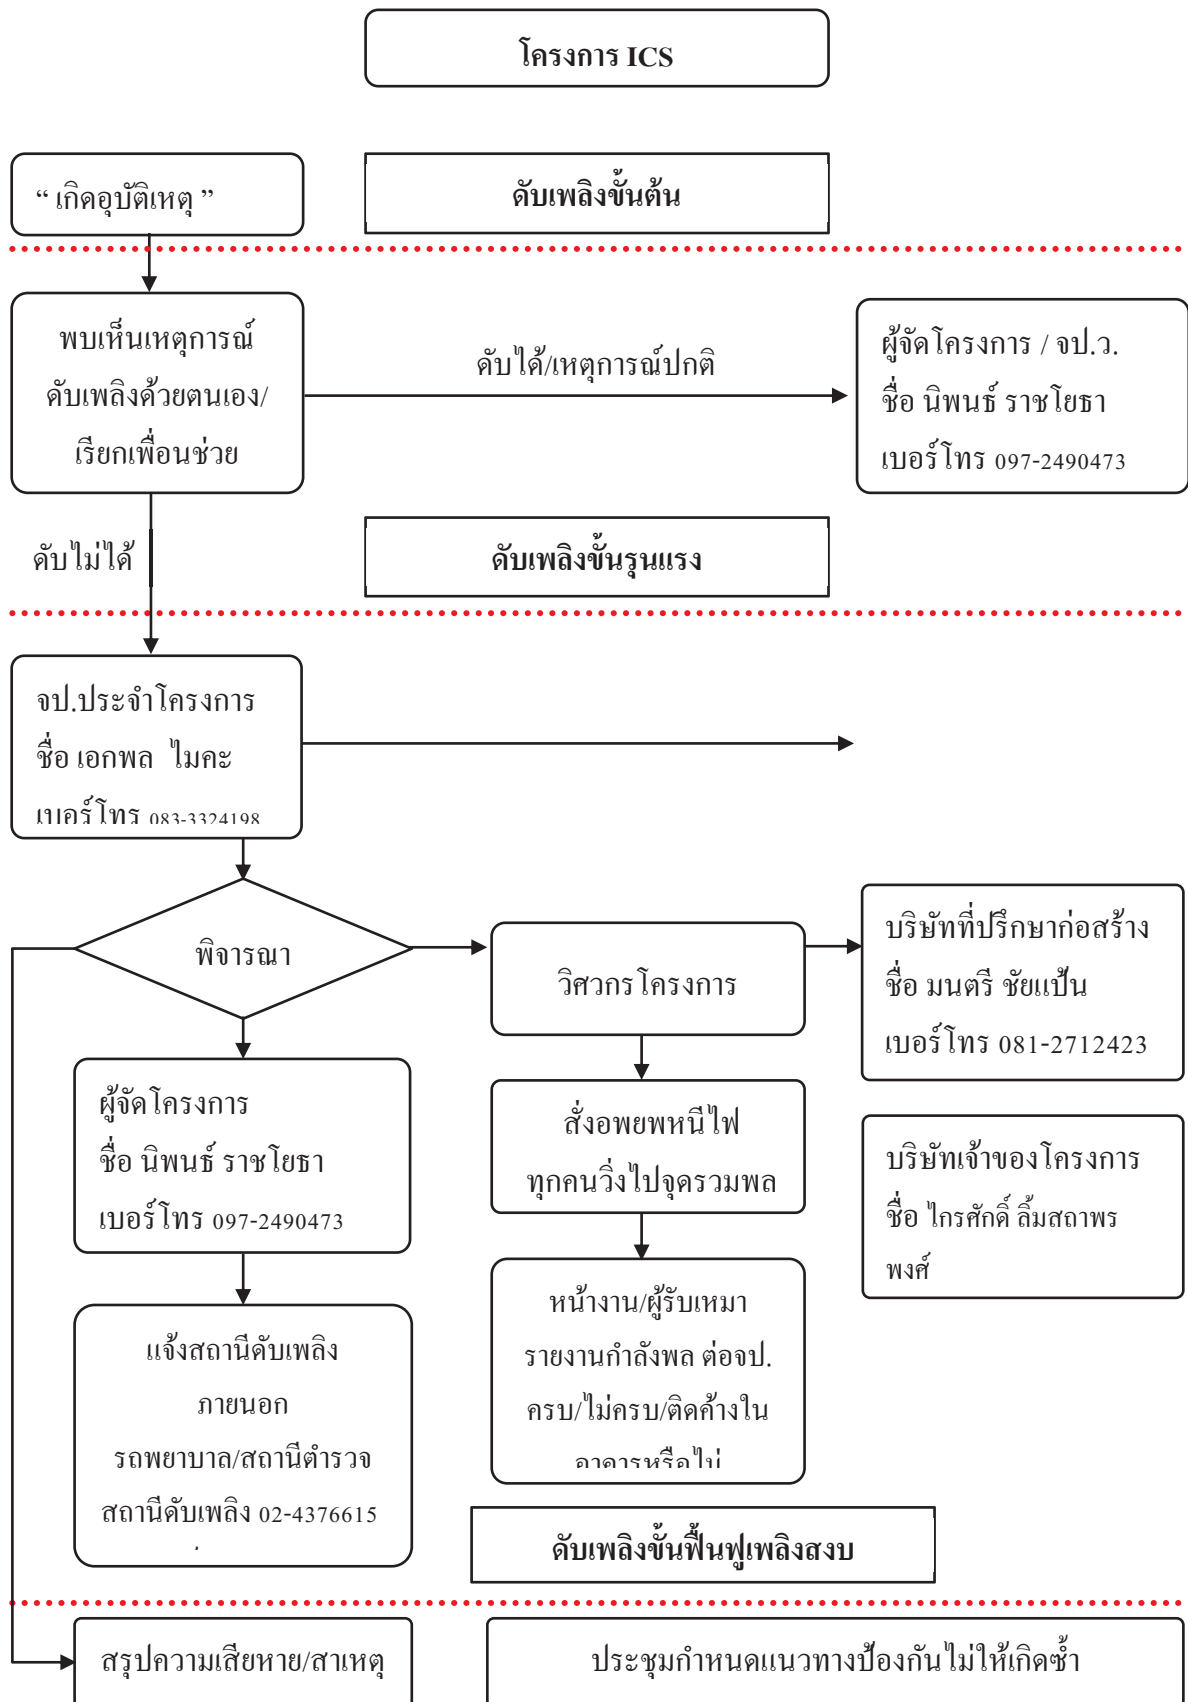 โครงการ ICS
“ เกิดอุบัติเหตุ ”
ดับเพลิงขั้นต้น
พบเห็นเหตุการณ์
ดับเพลิงด้วยตนเอง/
เรียกเพื่อนช่วย
ดับได้/เหตุการณ์ปกติ
ผู้จัดโครงการ / จป.ว.
ชื่อ นิพนธ์ ราชโยธา
เบอร์โทร 097-2490473
ดับไม่ได้
ดับเพลิงขั้นรุนแรง
จป.ประจำโครงการ
ชื่อ เอกพล ไมคะ
เบอร์โทร 083-3324198
พิจารณา
วิศวกรโครงการ
บริษัทที่ปรึกษาก่อสร้าง
ชื่อ มนตรี ชัยแป้น
เบอร์โทร 081-2712423
ผู้จัดโครงการ
ชื่อ นิพนธ์ ราชโยธา
เบอร์โทร 097-2490473
สั่งอพยพหนีไฟ
ทุกคนวิ่งไปจุดรวมพล
บริษัทเจ้าของโครงการ
ชื่อ ไกรศักดิ์ ลิ้มสถาพร
พงศ์
แจ้งสถานีดับเพลิง
ภายนอก
รถพยาบาล/สถานีตำรวจ
สถานีดับเพลิง 02-4376615
หน้างาน/ผู้รับเหมา
รายงานกำลังพล ต่อจป.
ครบ/ไม่ครบ/ติดค้างใน
อาคารหรือไม่
ดับเพลิงขั้นฟื้นฟูเพลิงสงบ
สรุปความเสียหาย/สาเหตุ
ประชุมกำหนดแนวทางป้องกันไม่ให้เกิดซ้ำ